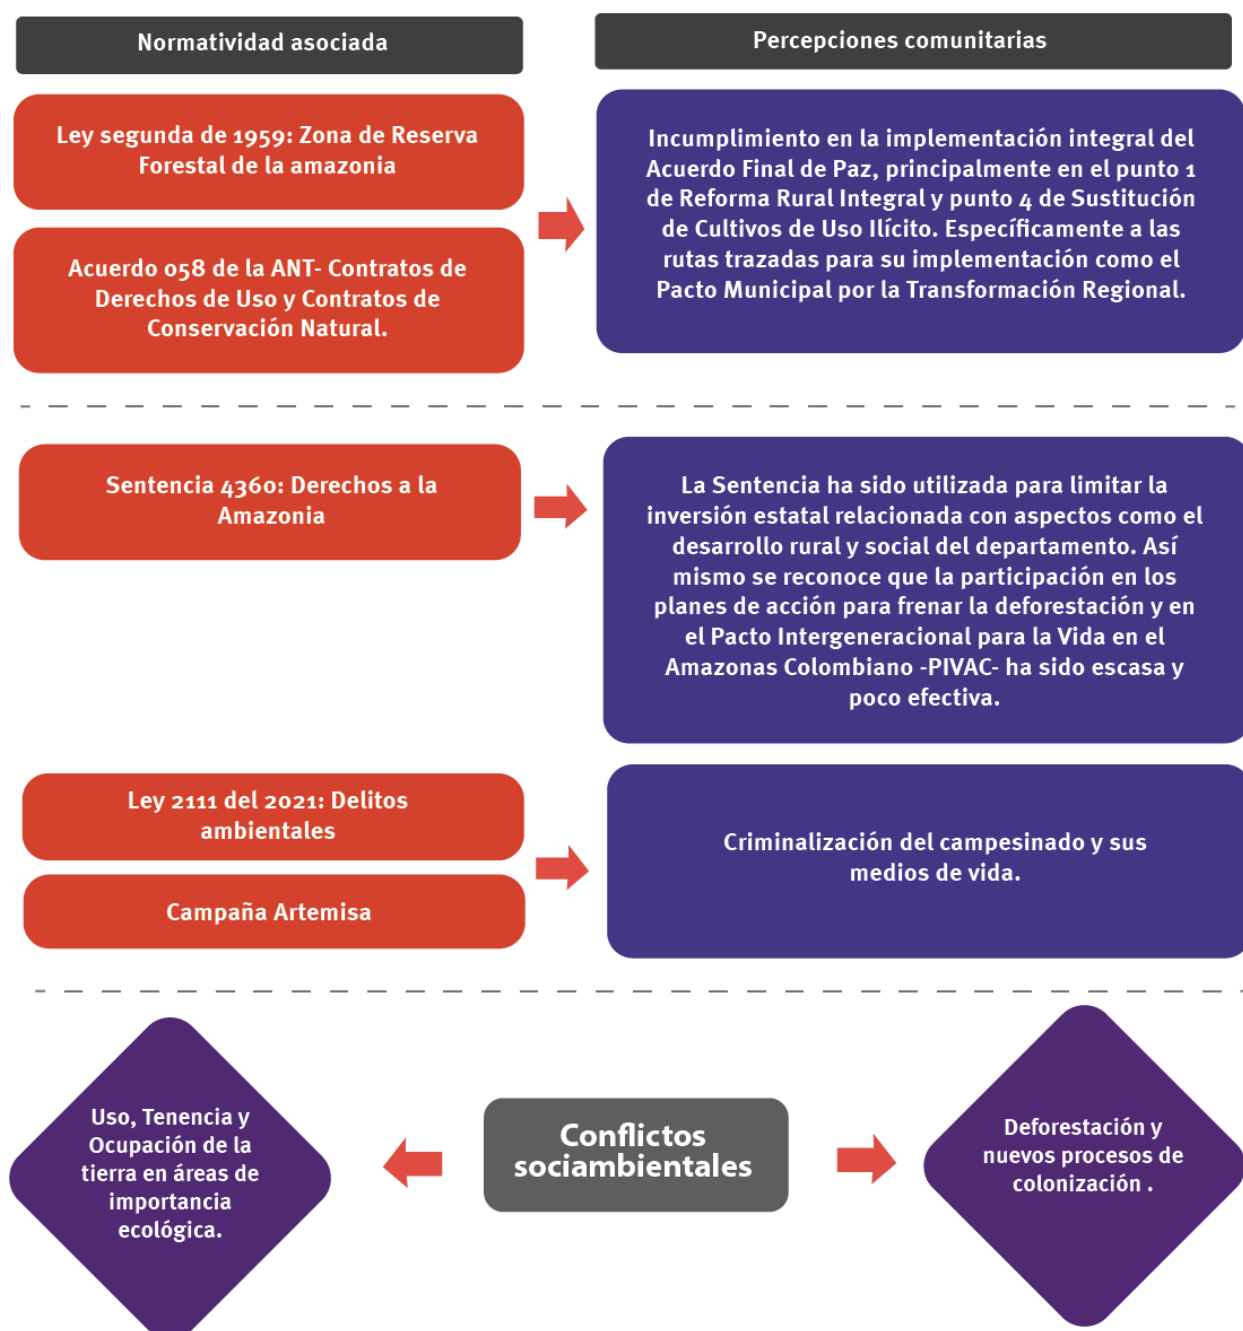 Normatividad asociada
Percepciones comunitarias
Ley segunda de 1959: Zona de Reserva
Forestal de la amazonia
Acuerdo 058 de la ANT- Contratos de
Derechos de Uso y Contratos de
Conservación Natural.
Incumplimiento en la implementación integral del
Acuerdo Final de Paz, principalmente en el punto 1
de Reforma Rural Integral y punto 4 de Sustitución
de Cultivos de Uso Ilícito. Específicamente a las
rutas trazadas para su implementación como el
Pacto Municipal por la Transformación Regional.
Sentencia 4360: Derechos a la
Amazonia
La Sentencia ha sido utilizada para limitar la
inversión estatal relacionada con aspectos como el
desarrollo rural y social del departamento. Así
mismo se reconoce que la participación en los
planes de acción para frenar la deforestación y en
el Pacto Intergeneracional para la Vida en el
Amazonas Colombiano -PIVAC- ha sido escasa y
poco efectiva.
Ley 2111 del 2021: Delitos
ambientales
Campaña Artemisa
Criminalización del campesinado y sus
medios de vida.
Uso, Tenencia y
Ocupación de la
tierra en áreas de
importancia
ecológica.
Conflictos
sociambientales
Deforestación y
nuevos procesos de
colonización .